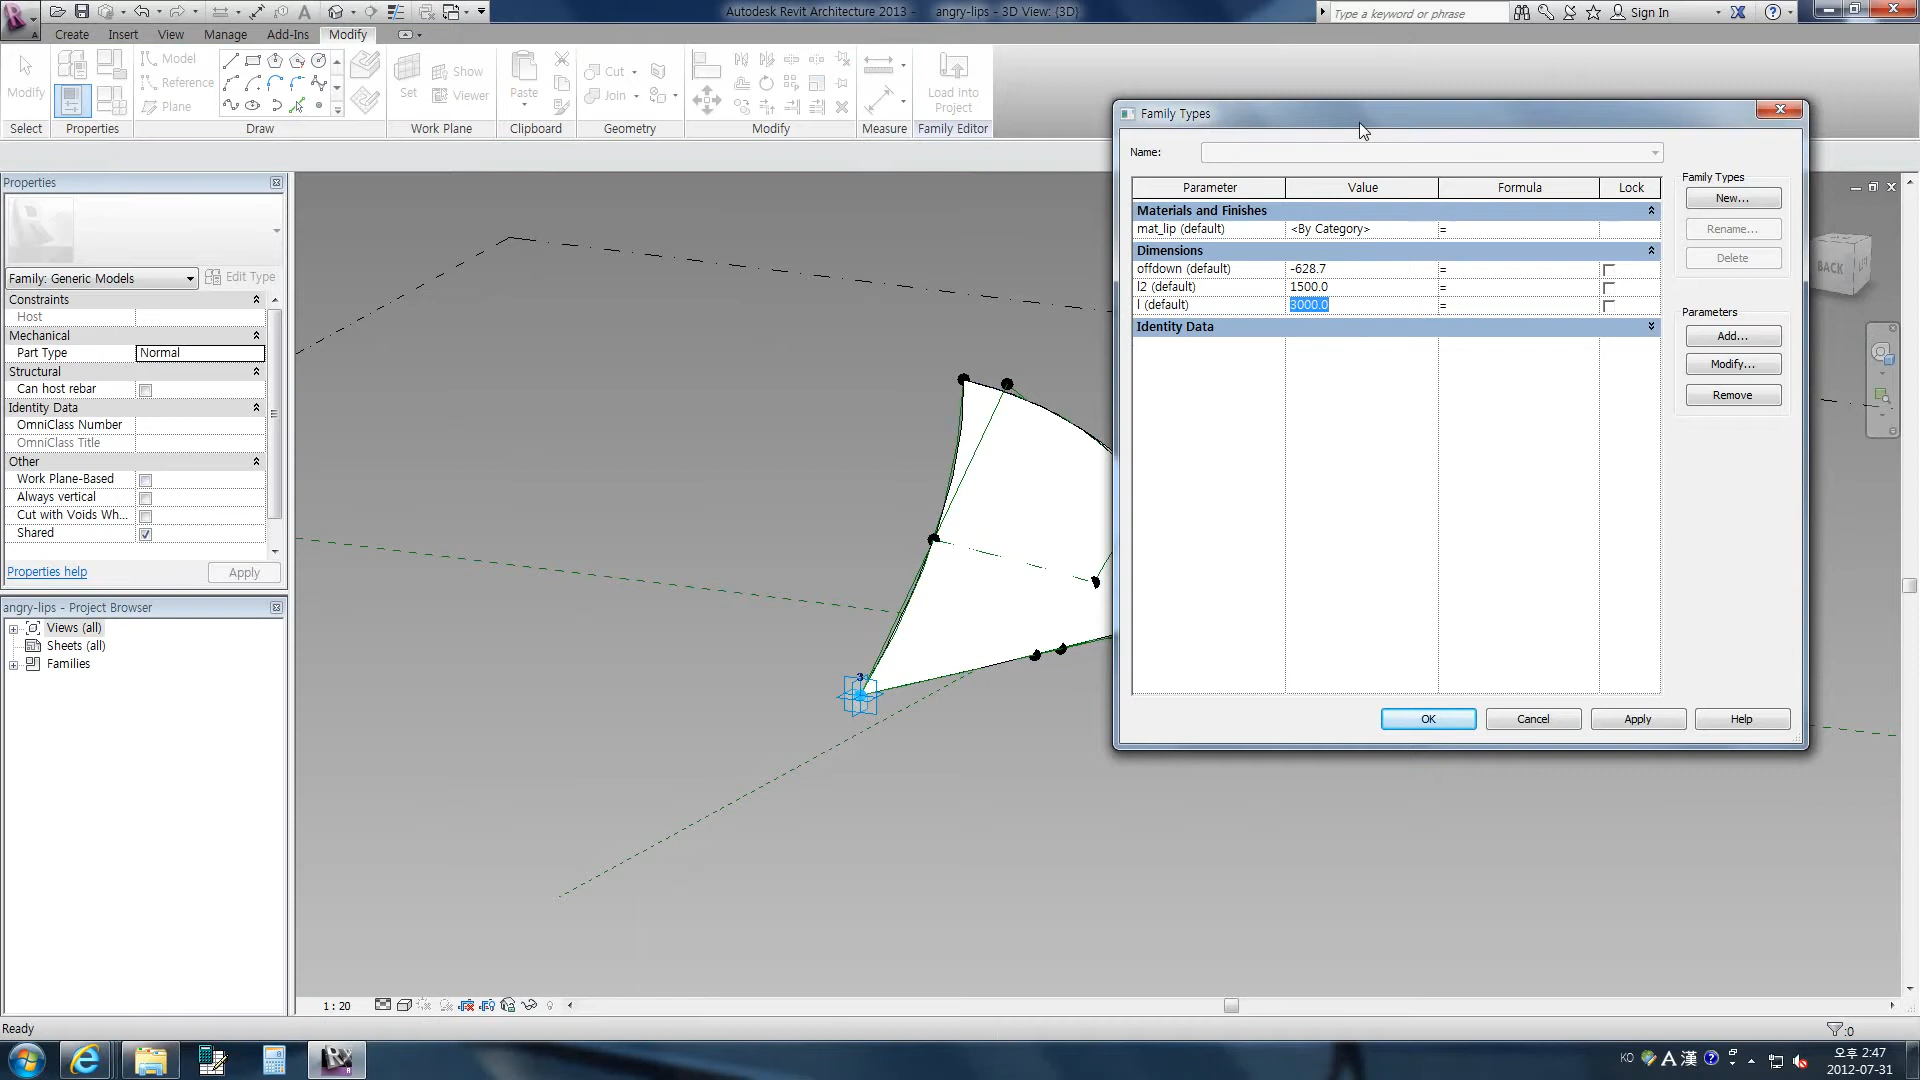 Autodesk Revit Architecture 2013 - angry-lips - 3D View: {3D}
Type a keyword or phrase
Sign In
Create Insert View Manage Add-Ins Modify
Modify
Model
Reference
Plane
Set
Show
Viewer
Paste
Cut
Join
Load into
Project
Select Properties Draw Work Plane Clipboard Geometry Modify Measure Family Editor
Properties
Family: Generic Models
Edit Type
Constraints
Host
Mechanical
Part Type Normal
Structural
Can host rebar
Identity Data
OmniClass Number
OmniClass Title
Other
Work Plane-Based
Always vertical
Cut with Voids Wh...
Shared
Properties help
Apply
angry-lips - Project Browser
Views (all)
Sheets (all)
Families
3
BACK
Family Types
Name:
Parameter Value Formula Lock
Materials and Finishes
mat_lip (default) <By Category> =
Dimensions
offdown (default) -628.7 =
l2 (default) 1500.0 =
l (default) 3000.0 =
Identity Data
Family Types
New...
Rename...
Delete
Parameters
Add...
Modify...
Remove
OK Cancel Apply Help
1 : 20
Ready
:0
KO A 漢
오후 2:47
2012-07-31